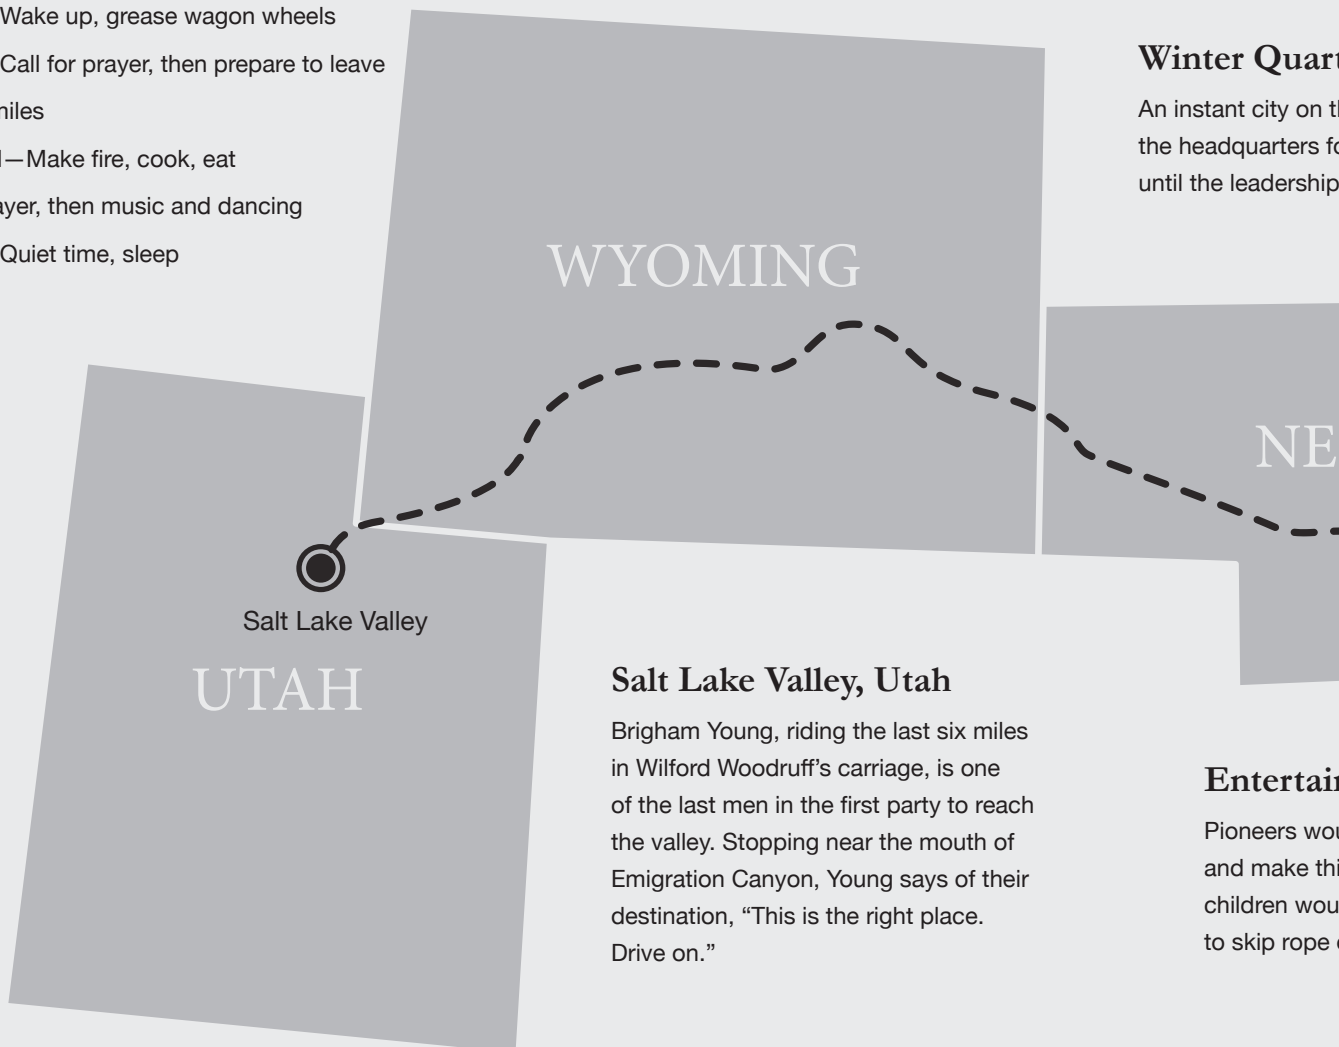 Wake up, grease wagon wheels
Call for prayer, then prepare to leave
miles
—Make fire, cook, eat
ayer, then music and dancing
Quiet time, sleep
WYOMING
Winter Quart
An instant city on th
the headquarters fo
until the leadership
NE
Salt Lake Valley
UTAH
Salt Lake Valley, Utah
Brigham Young, riding the last six miles
in Wilford Woodruff’s carriage, is one
of the last men in the first party to reach
the valley. Stopping near the mouth of
Emigration Canyon, Young says of their
destination, “This is the right place.
Drive on.”
Entertain
Pioneers wou
and make thi
children wou
to skip rope